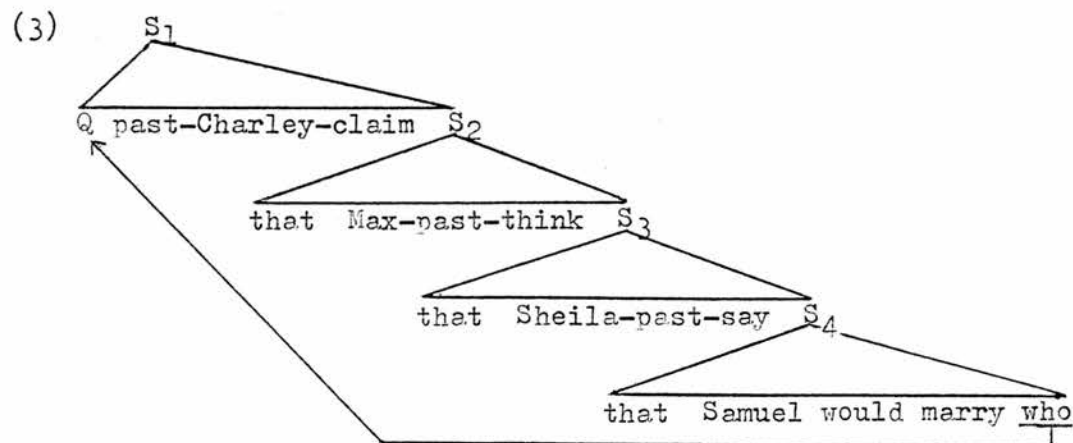 (3) S1
Q past-Charley-claim S2
that Max-past-think S3
that Sheila-past-say S4
that Samuel would marry who